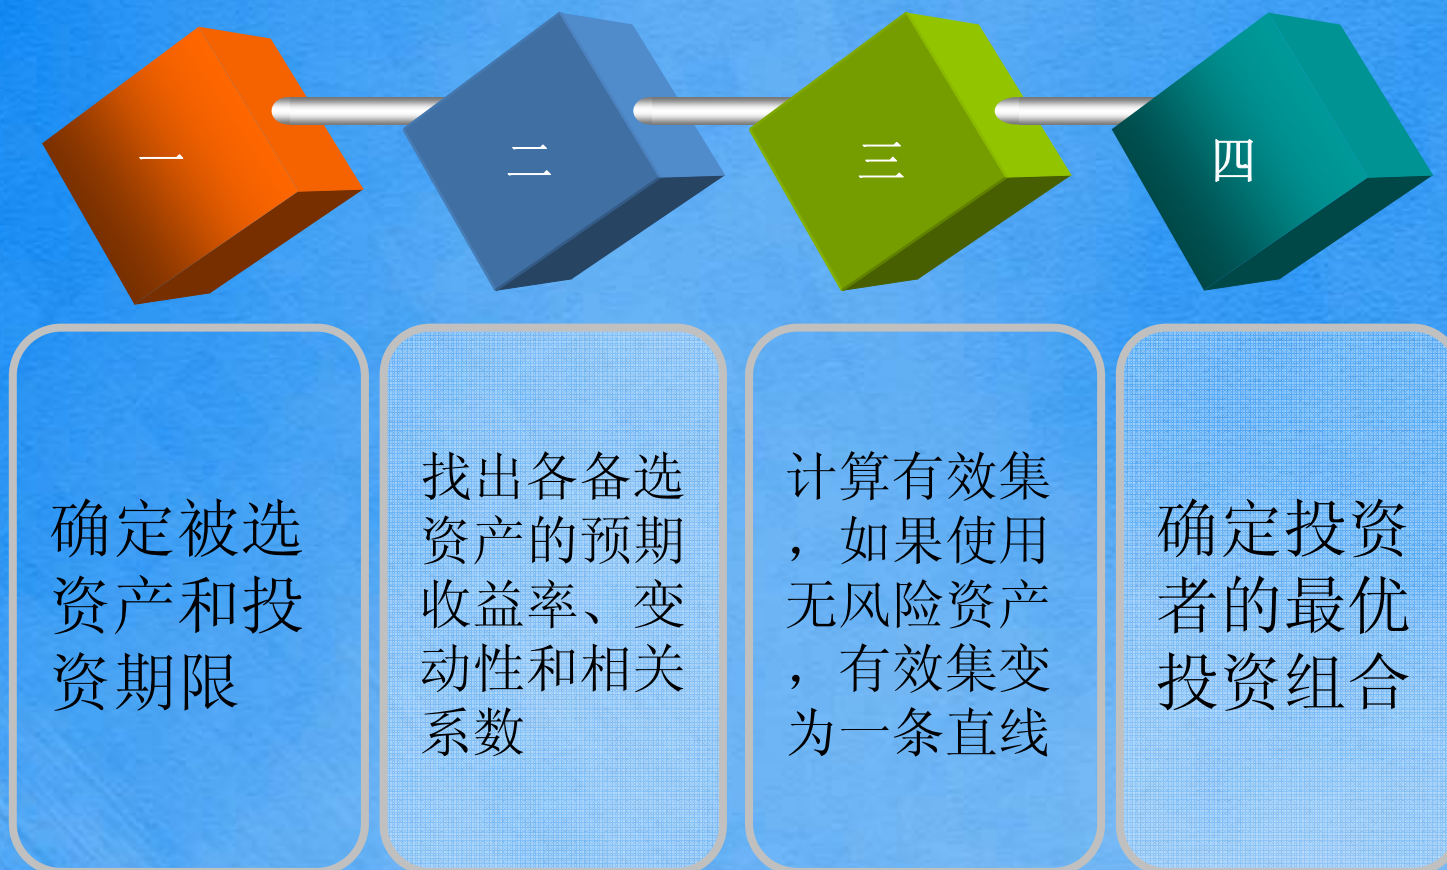 一
二
三
四
确定被选
资产和投
资期限
找出各备选
资产的预期
收益率、变
动性和相关
系数
计算有效集
，如果使用
无风险资产
，有效集变
为一条直线
确定投资
者的最优
投资组合